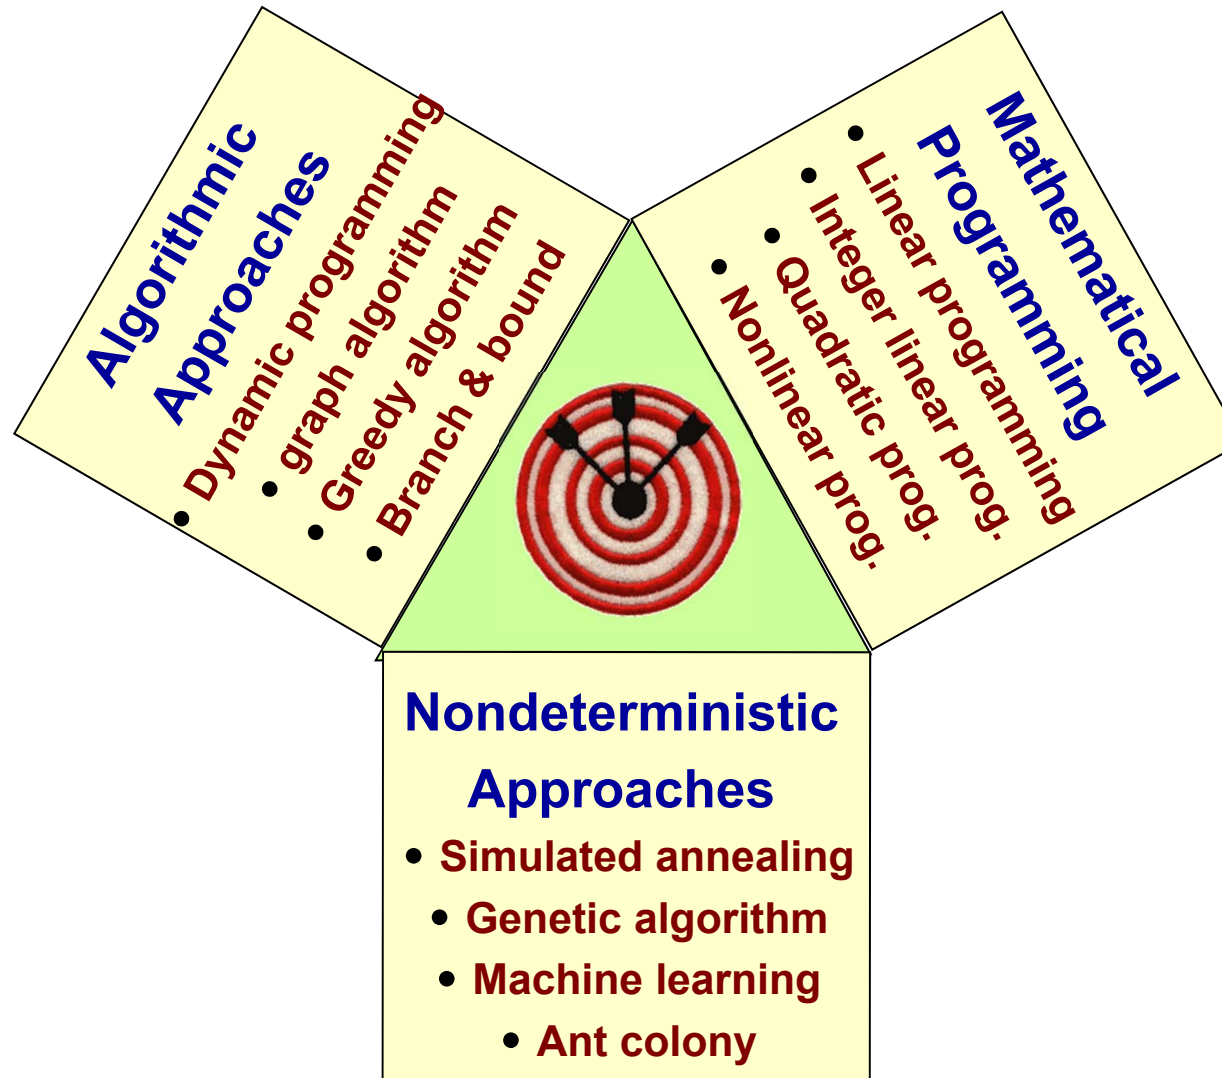 Algorithmic
Approaches
• Dynamic programming
• graph algorithm
• Greedy algorithm
• Branch & bound
Mathematical
Programming
• Linear programming
• Integer linear prog.
• Quadratic prog.
• Nonlinear prog.
Nondeterministic
Approaches
• Simulated annealing
• Genetic algorithm
• Machine learning
• Ant colony